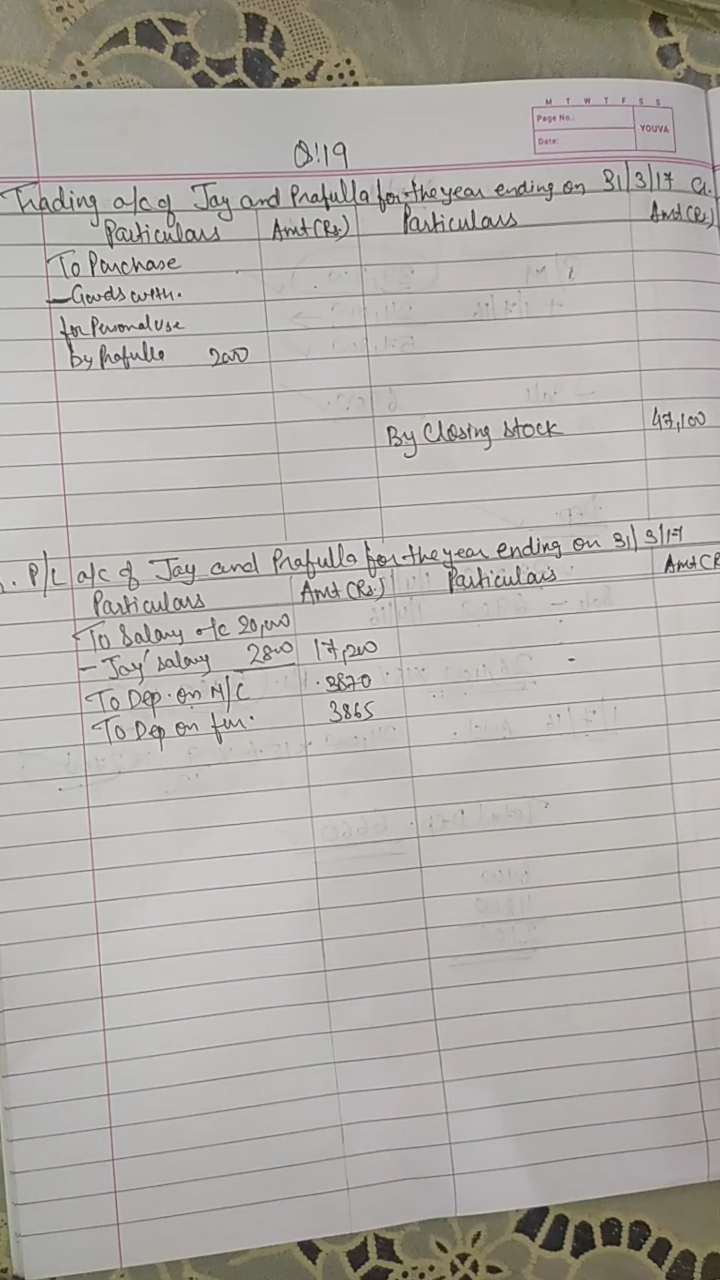 M T W T F S S
Page No.:
YOUVA
Date:
Q:19
Trading a/c of Jay and Prafulla for the year ending on 31/3/17 Cr.
Particulars Amt (Rs.) Particulars Amt (Rs.)
To Purchase
- Goods with.
for Personal Use
by Prafulla 200
By Closing Stock 47,100
P/L a/c of Jay and Prafulla for the year ending on 31/3/17
Particulars Amt (Rs.) Particulars Amt (R
To Salary o/c 20,000
- Jay' salary 2800 17,200
To Dep. on M/C 3870
To Dep on fur. 3865